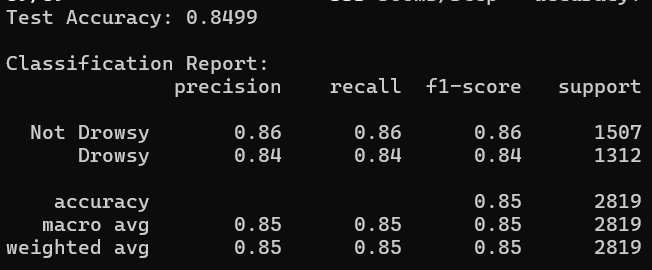 Test Accuracy: 0.8499
Classification Report:
precision recall f1-score support
Not Drowsy 0.86 0.86 0.86 1507
Drowsy 0.84 0.84 0.84 1312
accuracy 0.85 2819
macro avg 0.85 0.85 0.85 2819
weighted avg 0.85 0.85 0.85 2819